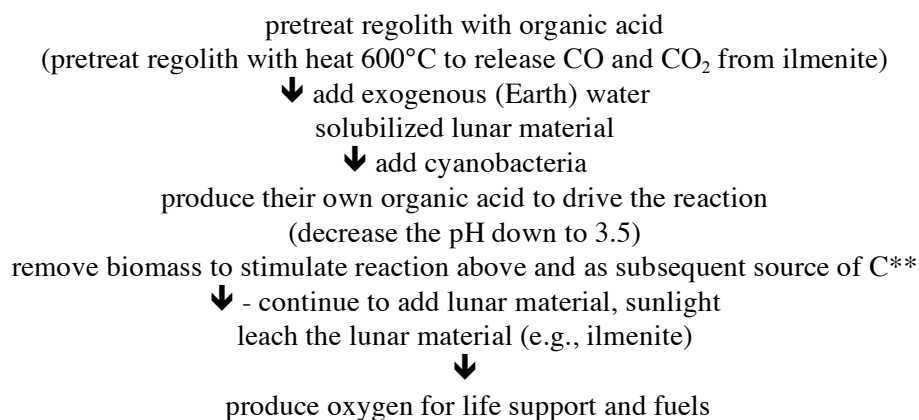 pretreat regolith with organic acid
(pretreat regolith with heat 600°C to release CO and CO₂ from ilmenite)
🡻 add exogenous (Earth) water
solubilized lunar material
🡻 add cyanobacteria
produce their own organic acid to drive the reaction
(decrease the pH down to 3.5)
remove biomass to stimulate reaction above and as subsequent source of C**
🡻 - continue to add lunar material, sunlight
leach the lunar material (e.g., ilmenite)
🡻
produce oxygen for life support and fuels